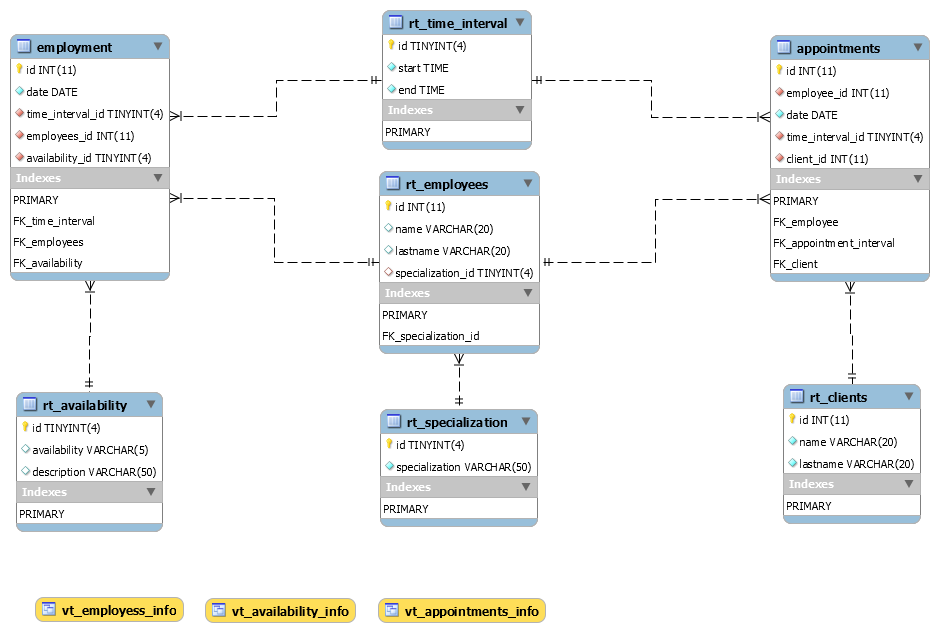 employment
id INT(11)
date DATE
time_interval_id TINYINT(4)
employees_id INT(11)
availability_id TINYINT(4)
Indexes
PRIMARY
FK_time_interval
FK_employees
FK_availability
rt_time_interval
id TINYINT(4)
start TIME
end TIME
Indexes
PRIMARY
appointments
id INT(11)
employee_id INT(11)
date DATE
time_interval_id TINYINT(4)
client_id INT(11)
Indexes
PRIMARY
FK_employee
FK_appointment_interval
FK_client
rt_employees
id INT(11)
name VARCHAR(20)
lastname VARCHAR(20)
specialization_id TINYINT(4)
Indexes
PRIMARY
FK_specialization_id
rt_availability
id TINYINT(4)
availability VARCHAR(5)
description VARCHAR(50)
Indexes
PRIMARY
rt_specialization
id TINYINT(4)
specialization VARCHAR(50)
Indexes
PRIMARY
rt_clients
id INT(11)
name VARCHAR(20)
lastname VARCHAR(20)
Indexes
PRIMARY
vt_employess_info
vt_availability_info
vt_appointments_info